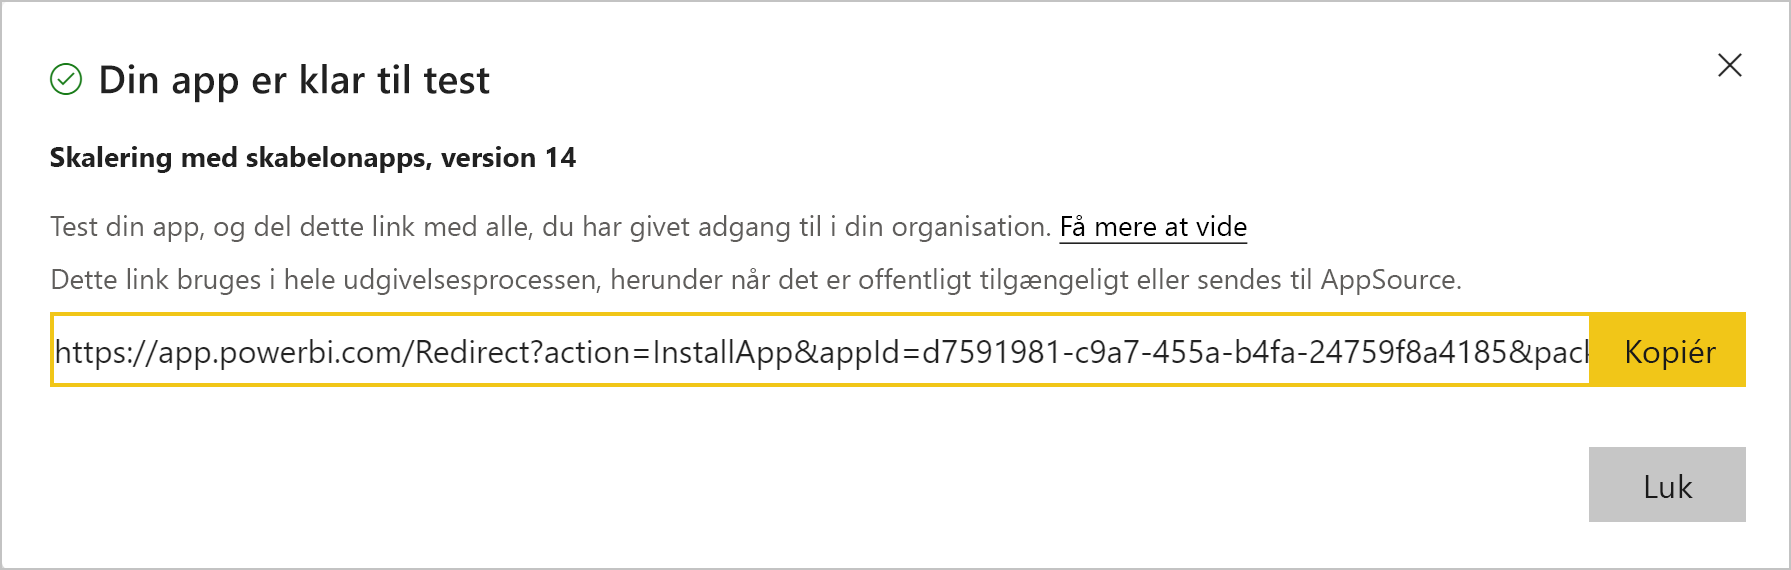 Din app er klar til test
Skalering med skabelonapps, version 14
Test din app, og del dette link med alle, du har givet adgang til i din organisation. Få mere at vide
Dette link bruges i hele udgivelsesprocessen, herunder når det er offentligt tilgængeligt eller sendes til AppSource.
https://app.powerbi.com/Redirect?action=InstallApp&appId=d7591981-c9a7-455a-b4fa-24759f8a4185&pack Kopiér
Luk